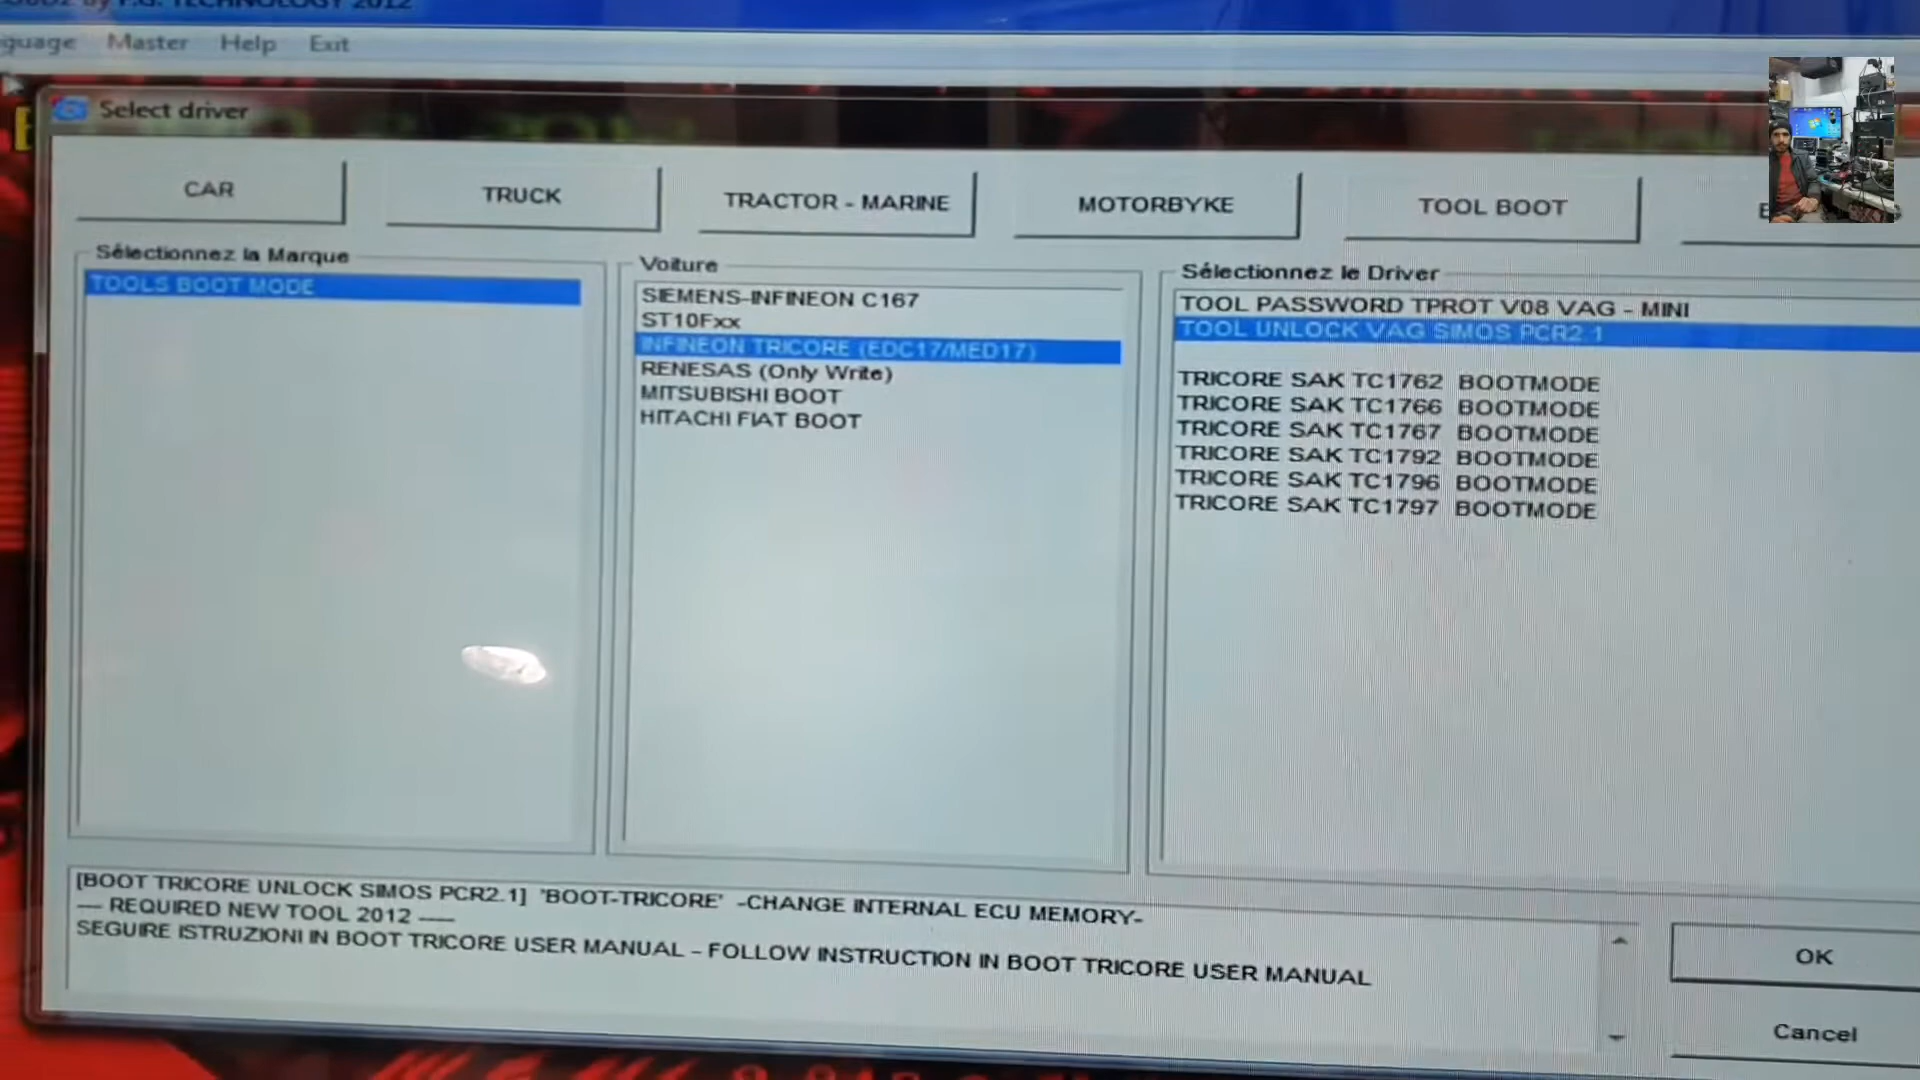 by P.G. TECHNOLOGY 2012
Master Help Exit
Select driver
CAR
TRUCK
TRACTOR - MARINE
MOTORBYKE
TOOL BOOT
Sélectionnez la Marque
TOOLS BOOT MODE
Voiture
SIEMENS-INFINEON C167
ST10Fxx
INFINEON TRICORE (EDC17/MED17)
RENESAS (Only Write)
MITSUBISHI BOOT
HITACHI FIAT BOOT
Sélectionnez le Driver
TOOL PASSWORD TPROT V08 VAG - MINI
TOOL UNLOCK VAG SIMOS PCR2.1
TRICORE SAK TC1762 BOOTMODE
TRICORE SAK TC1766 BOOTMODE
TRICORE SAK TC1767 BOOTMODE
TRICORE SAK TC1792 BOOTMODE
TRICORE SAK TC1796 BOOTMODE
TRICORE SAK TC1797 BOOTMODE
[BOOT TRICORE UNLOCK SIMOS PCR2.1] 'BOOT-TRICORE' -CHANGE INTERNAL ECU MEMORY-
---- REQUIRED NEW TOOL 2012 ----
SEGUIRE ISTRUZIONI IN BOOT TRICORE USER MANUAL - FOLLOW INSTRUCTION IN BOOT TRICORE USER MANUAL
OK
Cancel